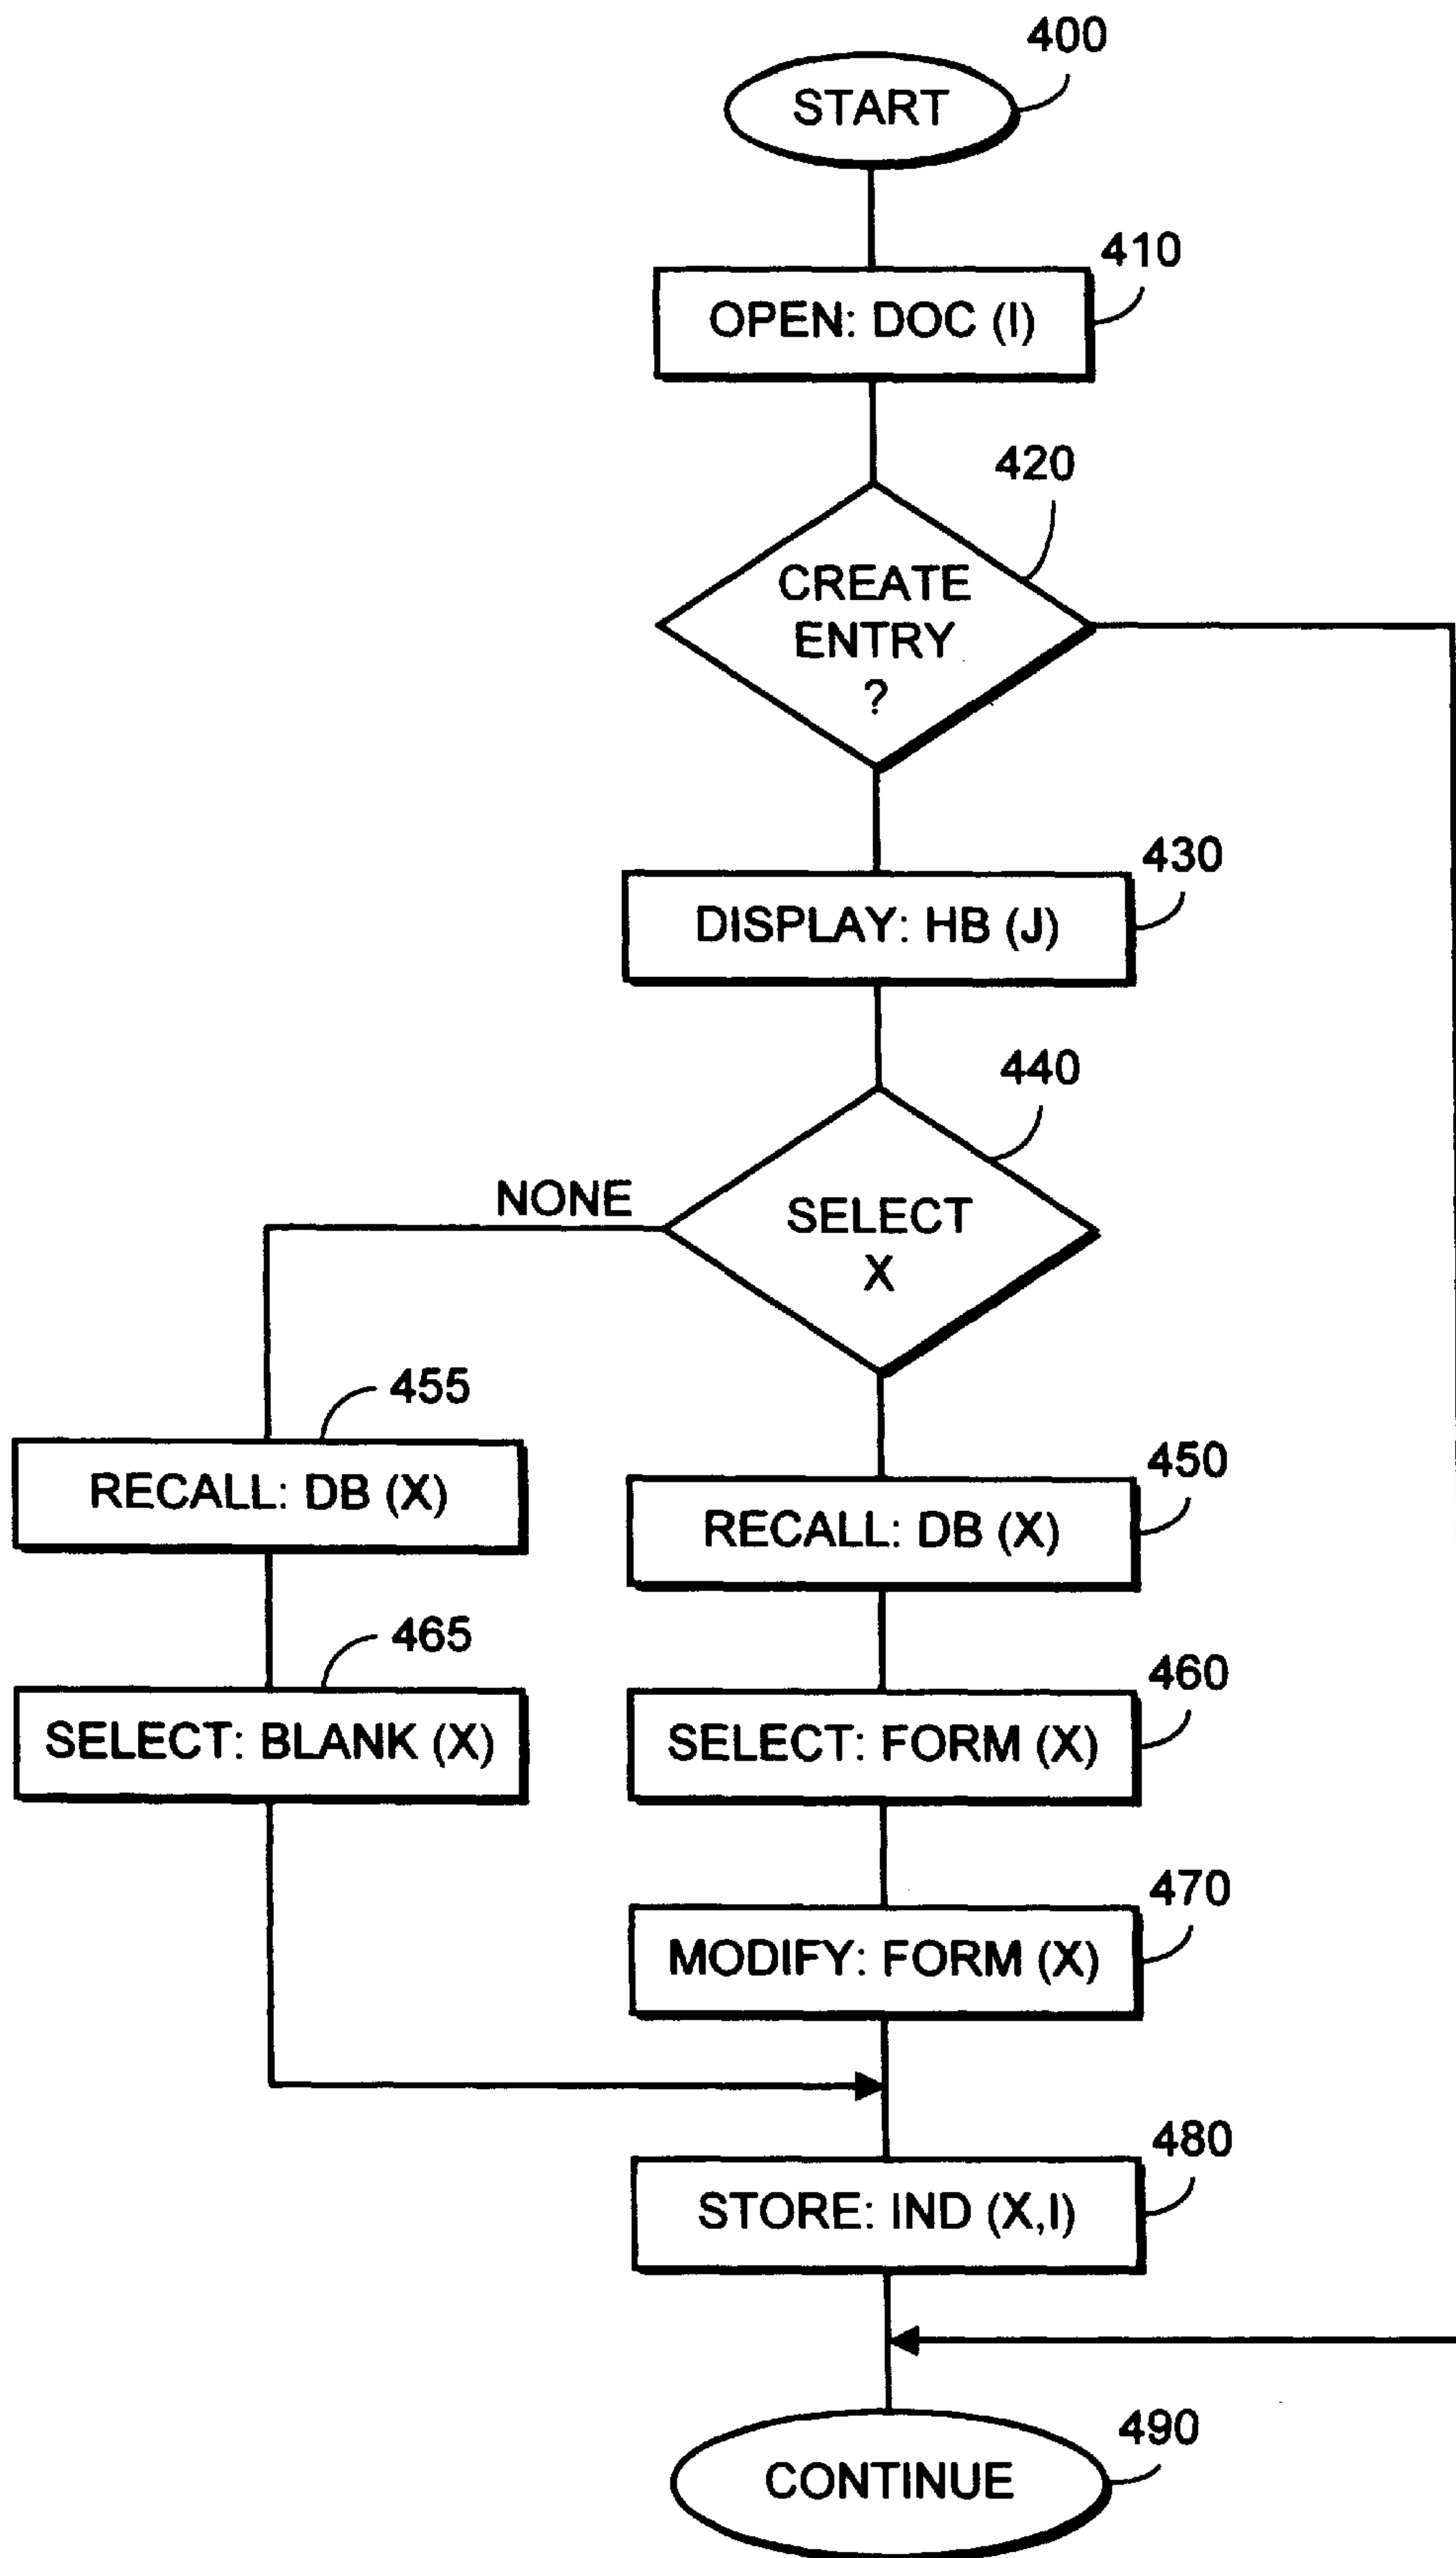 400
START
410
OPEN: DOC (I)
420
CREATE
ENTRY
?
430
DISPLAY: HB (J)
440
NONE
SELECT
X
455
RECALL: DB (X)
450
RECALL: DB (X)
465
SELECT: BLANK (X)
460
SELECT: FORM (X)
470
MODIFY: FORM (X)
480
STORE: IND (X,I)
490
CONTINUE